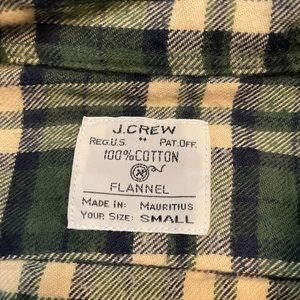 J.CREW
REG. U.S. PAT. OFF.
100% COTTON
FLANNEL
MADE IN: MAURITIUS
YOUR SIZE: SMALL